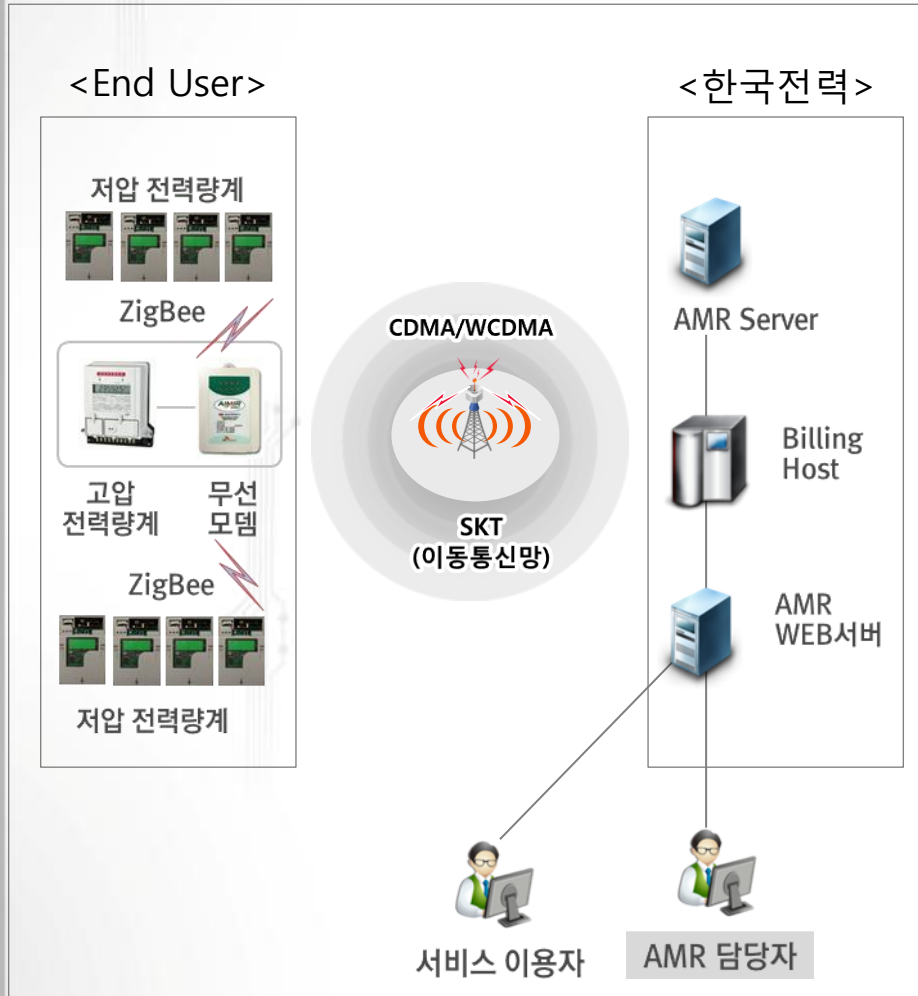 <End User>
저압 전력량계
ZigBee
AIMIR
고압
전력량계
무선
모뎀
ZigBee
저압 전력량계
CDMA/WCDMA
SKT
(이동통신망)
<한국전력>
AMR Server
Billing
Host
AMR
WEB서버
서비스 이용자
AMR 담당자